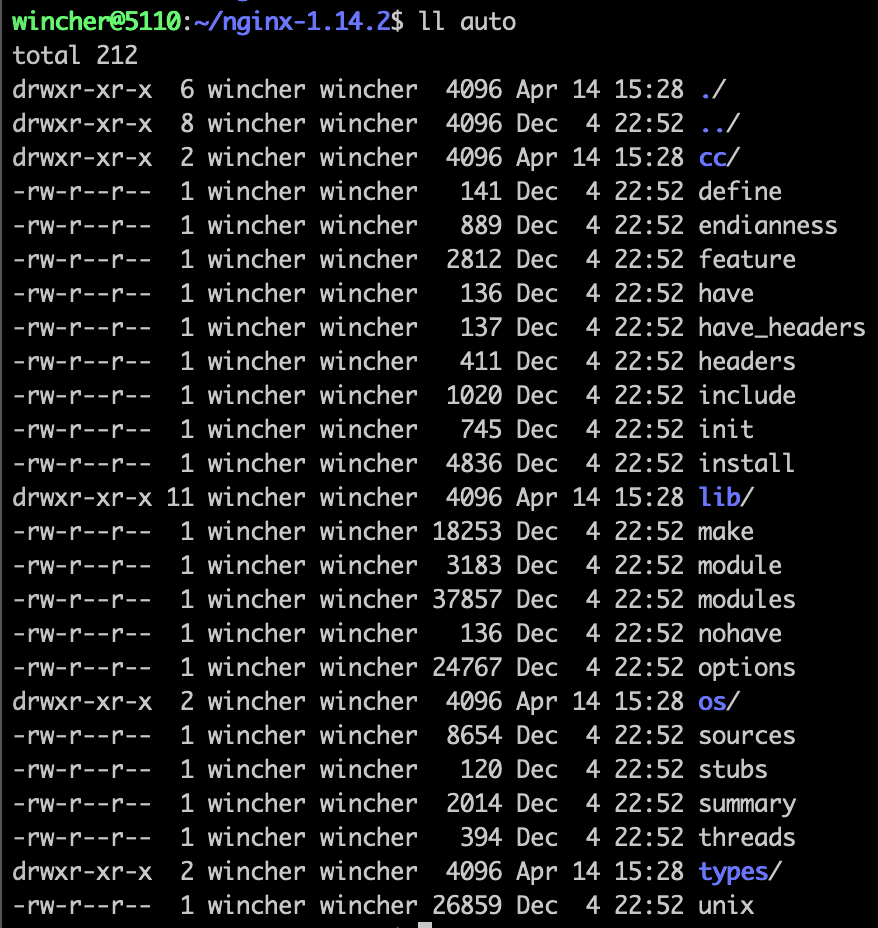 wincher@5110:~/nginx-1.14.2$ ll auto
total 212
drwxr-xr-x  6 wincher wincher  4096 Apr 14 15:28 ./
drwxr-xr-x  8 wincher wincher  4096 Dec  4 22:52 ../
drwxr-xr-x  2 wincher wincher  4096 Apr 14 15:28 cc/
-rw-r--r--  1 wincher wincher   141 Dec  4 22:52 define
-rw-r--r--  1 wincher wincher   889 Dec  4 22:52 endianness
-rw-r--r--  1 wincher wincher  2812 Dec  4 22:52 feature
-rw-r--r--  1 wincher wincher   136 Dec  4 22:52 have
-rw-r--r--  1 wincher wincher   137 Dec  4 22:52 have_headers
-rw-r--r--  1 wincher wincher   411 Dec  4 22:52 headers
-rw-r--r--  1 wincher wincher  1020 Dec  4 22:52 include
-rw-r--r--  1 wincher wincher   745 Dec  4 22:52 init
-rw-r--r--  1 wincher wincher  4836 Dec  4 22:52 install
drwxr-xr-x 11 wincher wincher  4096 Apr 14 15:28 lib/
-rw-r--r--  1 wincher wincher 18253 Dec  4 22:52 make
-rw-r--r--  1 wincher wincher  3183 Dec  4 22:52 module
-rw-r--r--  1 wincher wincher 37857 Dec  4 22:52 modules
-rw-r--r--  1 wincher wincher   136 Dec  4 22:52 nohave
-rw-r--r--  1 wincher wincher 24767 Dec  4 22:52 options
drwxr-xr-x  2 wincher wincher  4096 Apr 14 15:28 os/
-rw-r--r--  1 wincher wincher  8654 Dec  4 22:52 sources
-rw-r--r--  1 wincher wincher   120 Dec  4 22:52 stubs
-rw-r--r--  1 wincher wincher  2014 Dec  4 22:52 summary
-rw-r--r--  1 wincher wincher   394 Dec  4 22:52 threads
drwxr-xr-x  2 wincher wincher  4096 Apr 14 15:28 types/
-rw-r--r--  1 wincher wincher 26859 Dec  4 22:52 unix